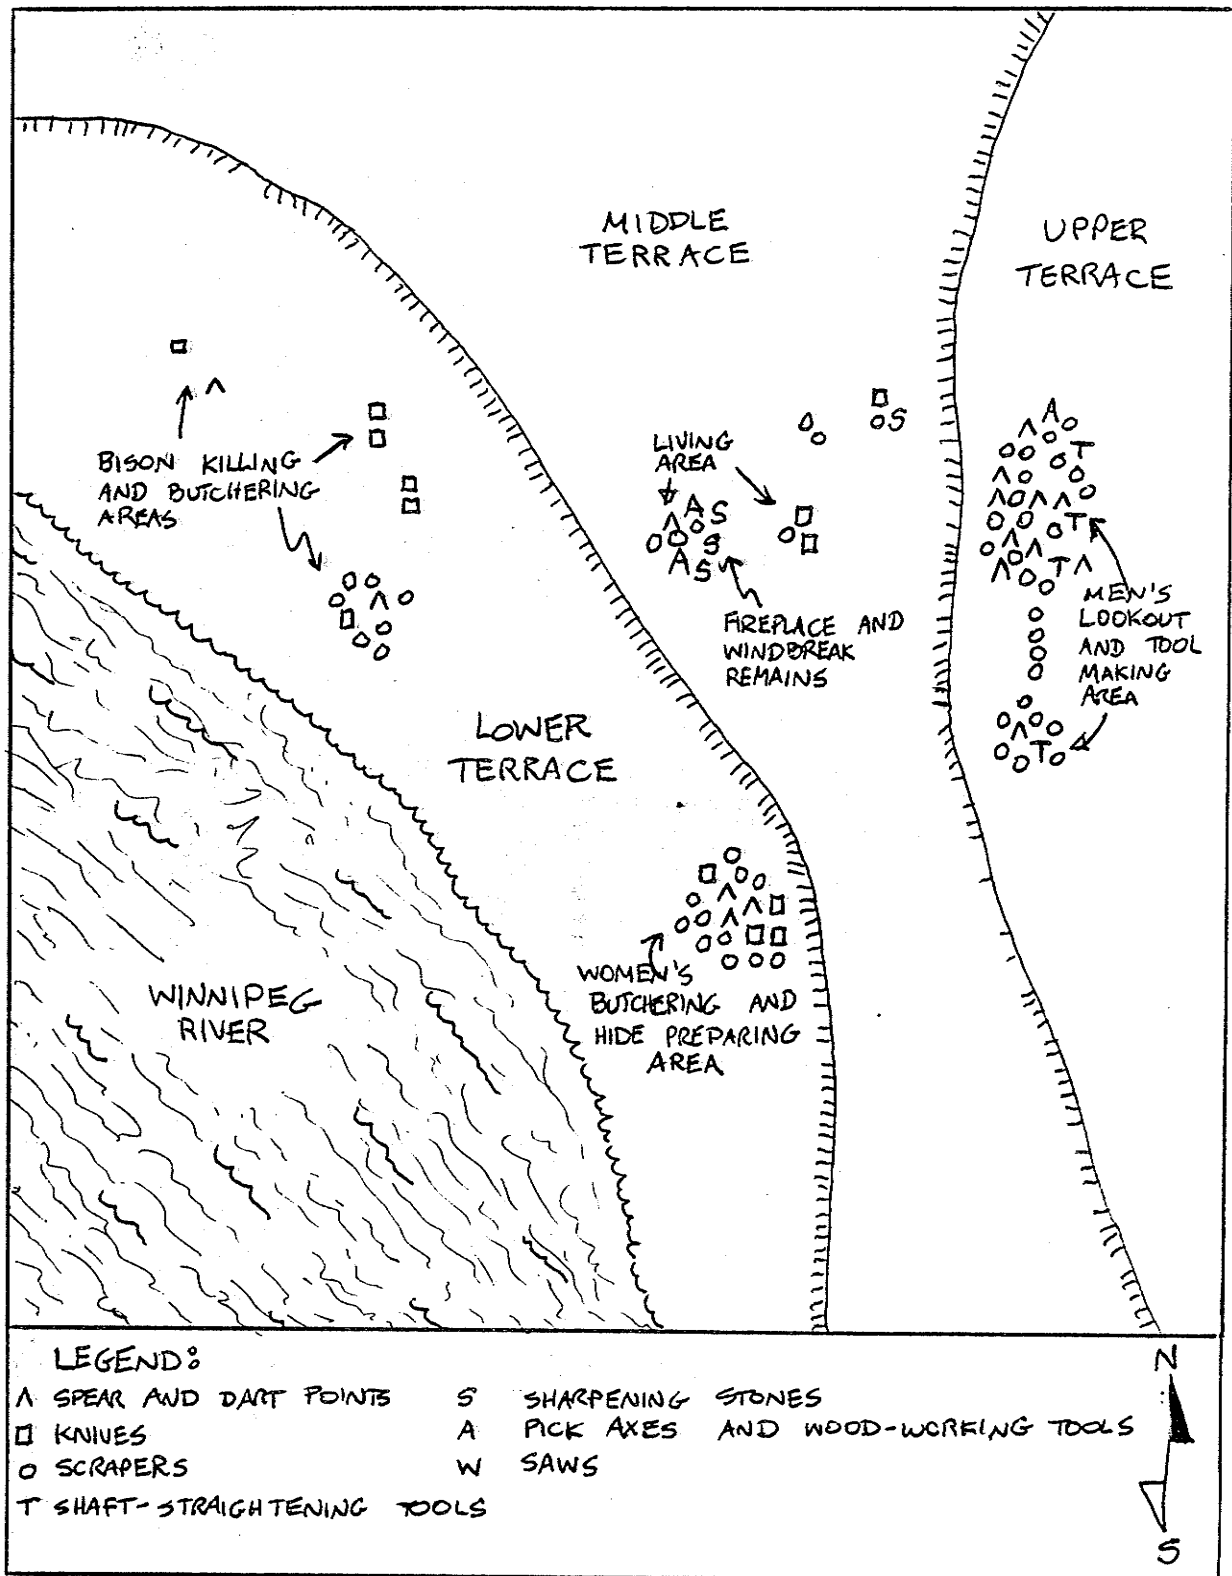 MIDDLE
TERRACE
UPPER
TERRACE
BISON KILLING
AND BUTCHERING
AREAS
LIVING
AREA
FIREPLACE AND
WINDBREAK
REMAINS
MEN'S
LOOKOUT
AND TOOL
MAKING
AREA
LOWER
TERRACE
WOMEN'S
BUTCHERING AND
HIDE PREPARING
AREA
WINNIPEG
RIVER
LEGEND:
Λ SPEAR AND DART POINTS
□ KNIVES
O SCRAPERS
T SHAFT-STRAIGHTENING TOOLS
S SHARPENING STONES
A PICK AXES AND WOOD-WORKING TOOLS
W SAWS
N
S